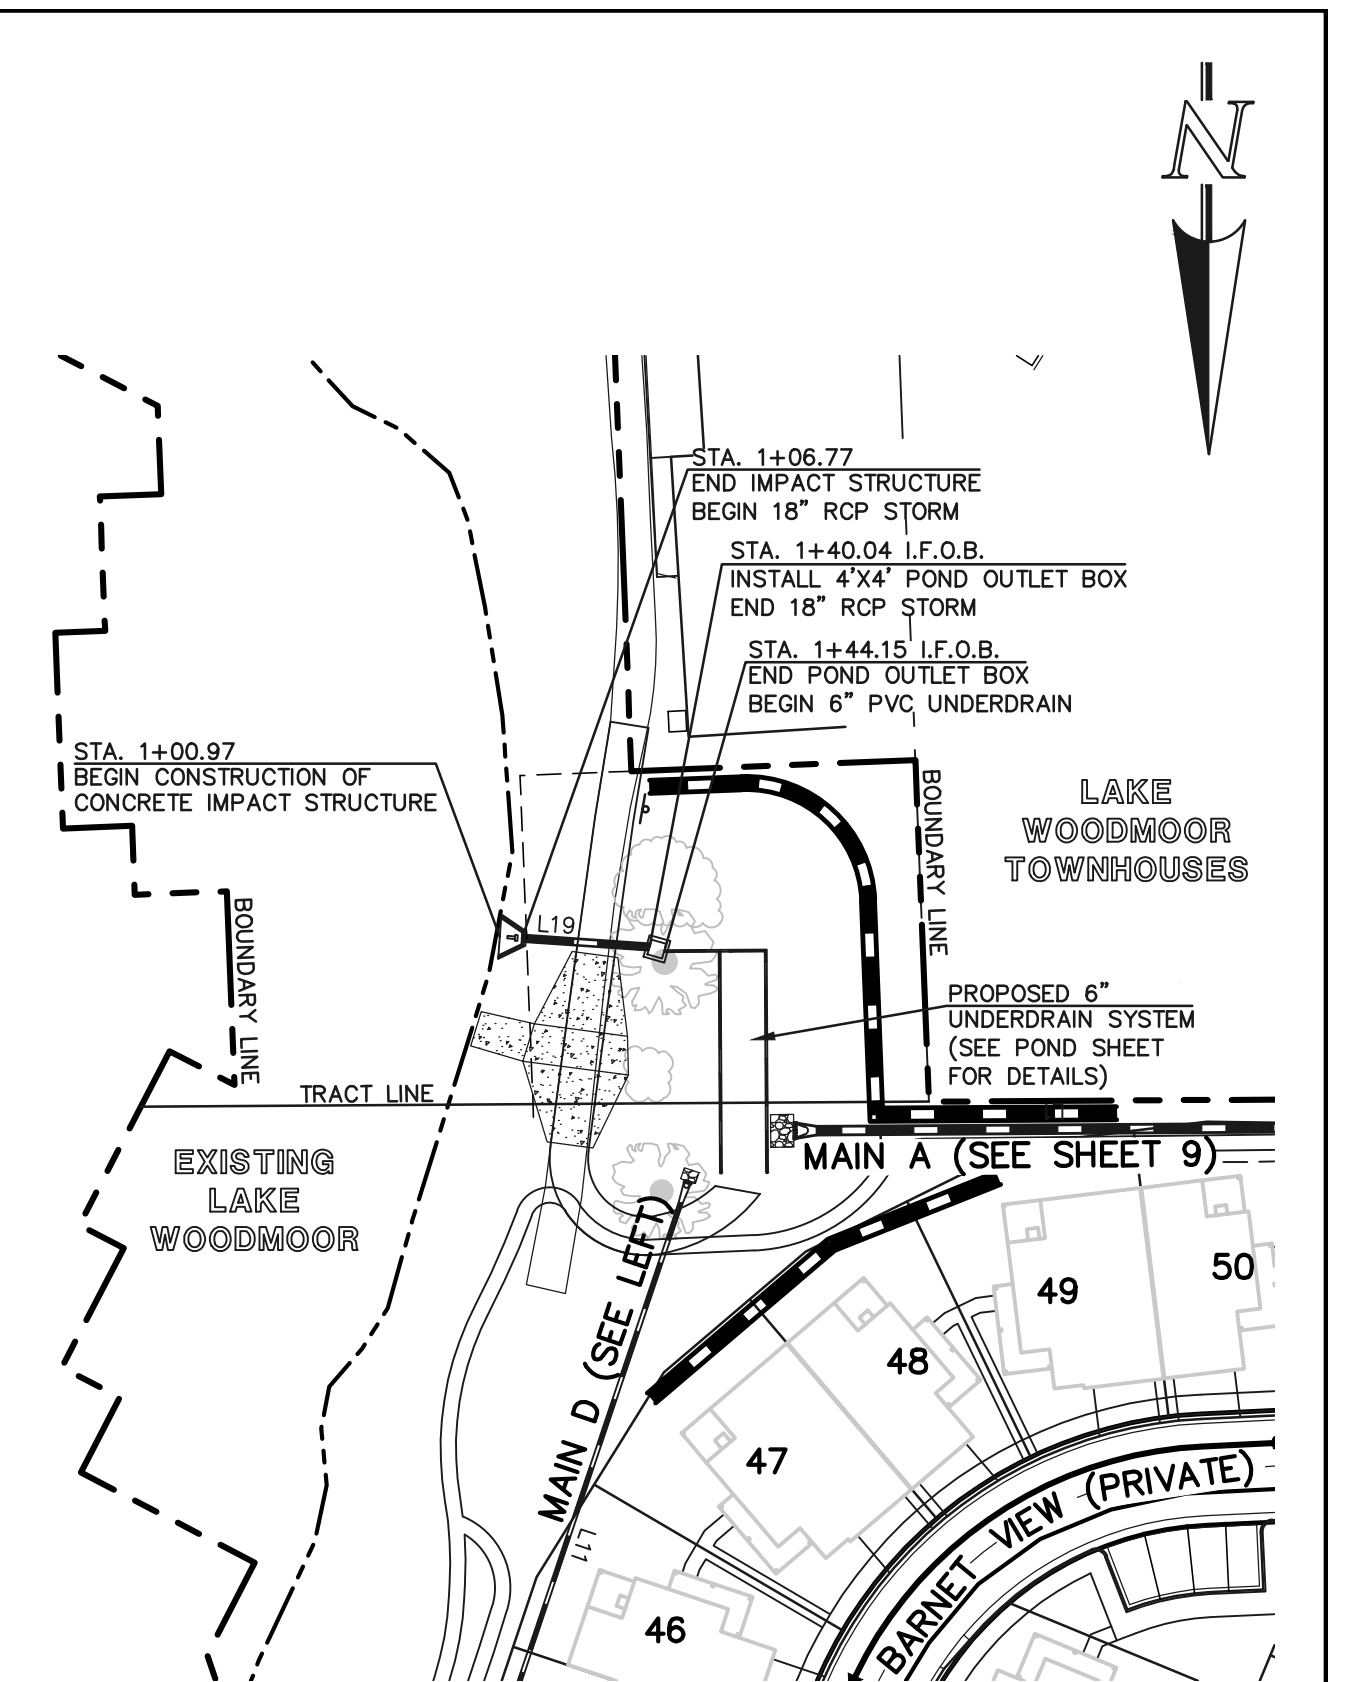 N
STA. 1+06.77
END IMPACT STRUCTURE
BEGIN 18" RCP STORM
STA. 1+40.04 I.F.O.B.
INSTALL 4'X4' POND OUTLET BOX
END 18" RCP STORM
STA. 1+44.15 I.F.O.B.
END POND OUTLET BOX
BEGIN 6" PVC UNDERDRAIN
STA. 1+00.97
BEGIN CONSTRUCTION OF
CONCRETE IMPACT STRUCTURE
BOUNDARY LINE
LAKE
WOODMOOR
TOWNHOUSES
BOUNDARY LINE
L19
PROPOSED 6"
UNDERDRAIN SYSTEM
(SEE POND SHEET
FOR DETAILS)
TRACT LINE
EXISTING
LAKE
WOODMOOR
MAIN A (SEE SHEET 9)
MAIN D (SEE LEFT)
50
49
48
47
46
L11
BARNET VIEW (PRIVATE)